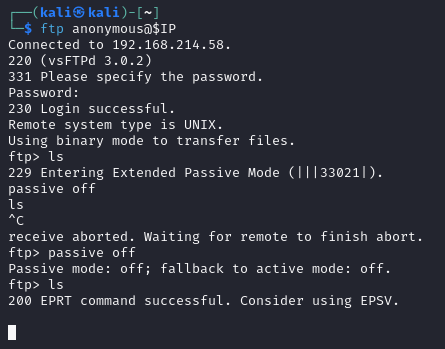 ┌──(kali㉿kali)-[~]
└─$ ftp anonymous@$IP
Connected to 192.168.214.58.
220 (vsFTPd 3.0.2)
331 Please specify the password.
Password:
230 Login successful.
Remote system type is UNIX.
Using binary mode to transfer files.
ftp> ls
229 Entering Extended Passive Mode (|||33021|).
passive off
ls
^C
receive aborted. Waiting for remote to finish abort.
ftp> passive off
Passive mode: off; fallback to active mode: off.
ftp> ls
200 EPRT command successful. Consider using EPSV.